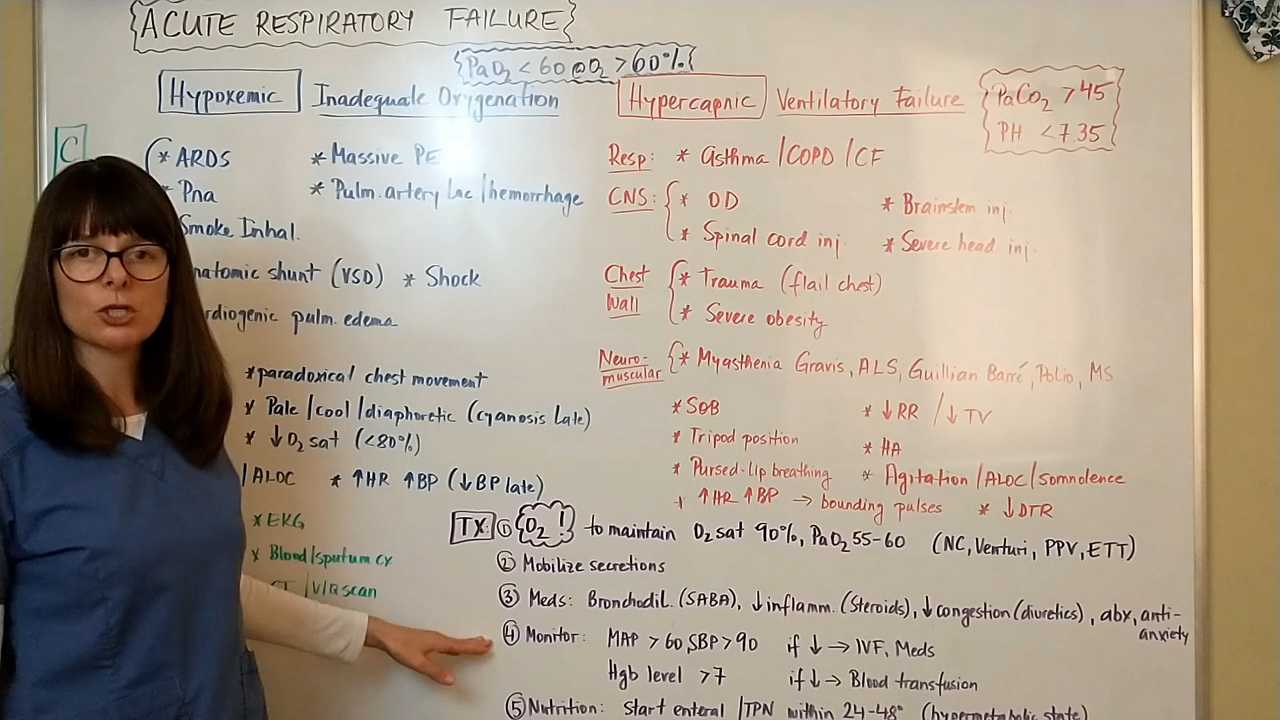 ACUTE RESPIRATORY FAILURE
PaO₂ < 60 @ O₂ > 60%
Hypoxemic Inadequate Oxygenation
Hypercapnic Ventilatory Failure
PaCO₂ > 45
PH < 7.35
C
* ARDS * Massive PE
* Pna * Pulm. artery Lac / hemorrhage
Smoke Inhal.
natomic shunt (VSD) * Shock
rdiogenic pulm. edema
* paradoxical chest movement
* Pale / cool / diaphoretic (cyanosis Late)
* ↓ O₂ sat (<80%)
/ ALOC * ↑HR ↑BP (↓ BP late)
* EKG
* Blood/sputum cx
CT / V/Q scan
Resp: * Asthma / COPD / CF
CNS: * OD * Brainstem inj.
* Spinal cord inj. * Severe head inj.
Chest Wall * Trauma (flail chest)
* Severe obesity
Neuro-muscular * Myasthenia Gravis, ALS, Guillian Barré, Polio, MS
* SOB * ↓RR / ↓TV
* Tripod position * HA
* Pursed-lip breathing * Agitation / ALOC / somnolence
* ↑HR ↑BP → bounding pulses * ↓ DTR
TX: ① O₂ ! to maintain O₂ sat 90%, PaO₂ 55-60 (NC, Venturi, PPV, ETT)
② Mobilize secretions
③ Meds: Bronchodil. (SABA), ↓ inflamm. (Steroids), ↓ congestion (diuretics), abx, anti-
anxiety
④ Monitor: MAP > 60, SBP > 90 if ↓ → IVF, Meds
Hgb level > 7 if ↓ → Blood transfusion
⑤ Nutrition: Start enteral / TPN within 24-48° (hypermetabolic state)